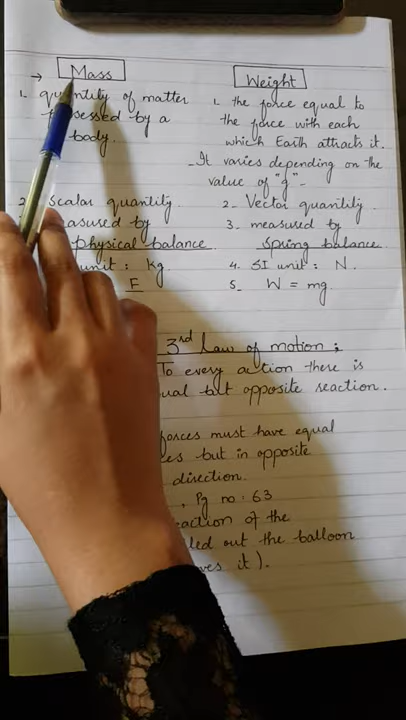 → Mass
1. quantity of matter
by a
body.
Scalar quantity.
by
physical balance.
unit : kg.
F
Weight
1. the force equal to
the force with each
which Earth attracts it.
- It varies depending on the
value of "g" -
2. Vector quantity.
3. measured by
spring balance.
4. SI unit : N.
5. W = mg.
3rd Law of motion :
To every action there is
but opposite reaction.
forces must have equal
but in opposite
direction.
, Pg no : 63
of the
out the balloon
it ).